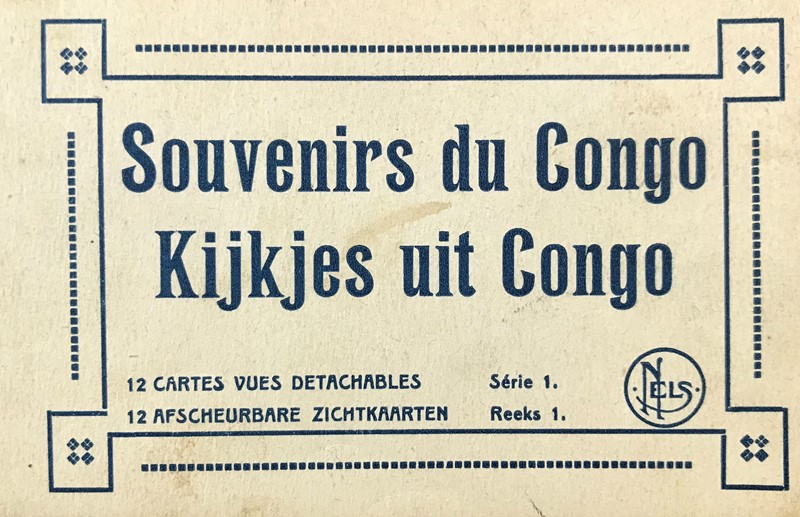 Souvenirs du Congo
Kijkjes uit Congo
12 CARTES VUES DETACHABLES Série 1.
12 AFSCHEURBARE ZICHTKAARTEN Reeks 1.
NELS